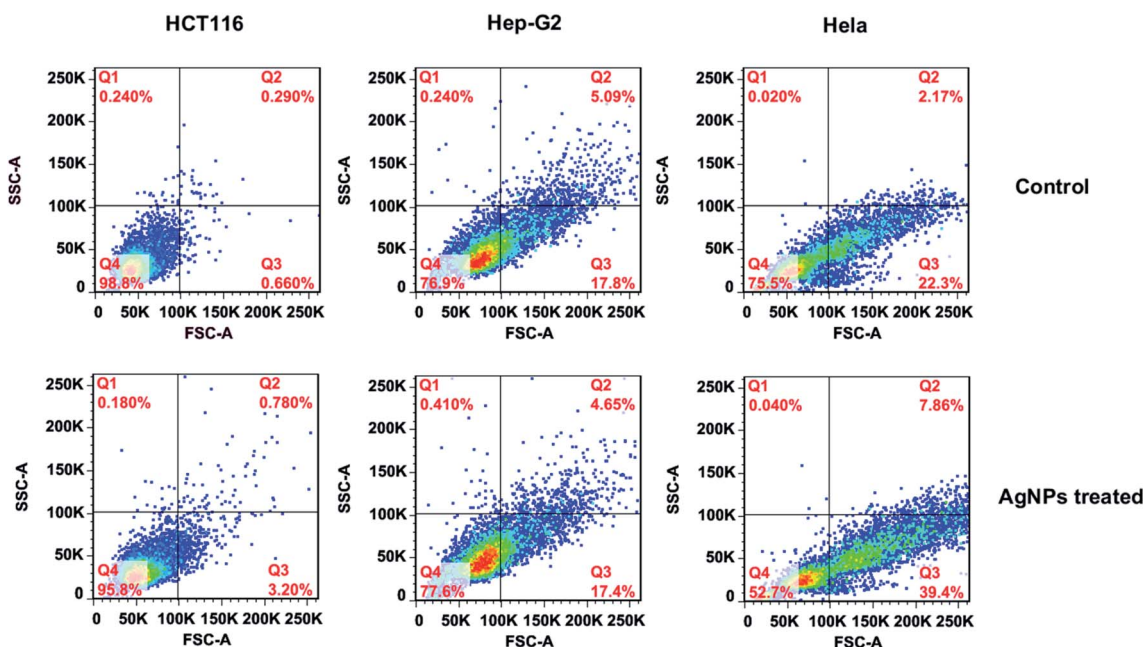 HCT116
Hep-G2
Hela
Q1
0.240%
Q2
0.290%
Q4
98.8%
Q3
0.660%
250K
200K
150K
100K
50K
0
SSC-A
0 50K 100K 150K 200K 250K
FSC-A
Q1
0.240%
Q2
5.09%
Q4
76.9%
Q3
17.8%
250K
200K
150K
100K
50K
0
SSC-A
0 50K 100K 150K 200K 250K
FSC-A
Q1
0.020%
Q2
2.17%
Q4
75.5%
Q3
22.3%
250K
200K
150K
100K
50K
0
SSC-A
0 50K 100K 150K 200K 250K
FSC-A
Control
Q1
0.180%
Q2
0.780%
Q4
95.8%
Q3
3.20%
250K
200K
150K
100K
50K
0
SSC-A
0 50K 100K 150K 200K 250K
FSC-A
Q1
0.410%
Q2
4.65%
Q4
77.6%
Q3
17.4%
250K
200K
150K
100K
50K
0
SSC-A
0 50K 100K 150K 200K 250K
FSC-A
Q1
0.040%
Q2
7.86%
Q4
52.7%
Q3
39.4%
250K
200K
150K
100K
50K
0
SSC-A
0 50K 100K 150K 200K 250K
FSC-A
AgNPs treated